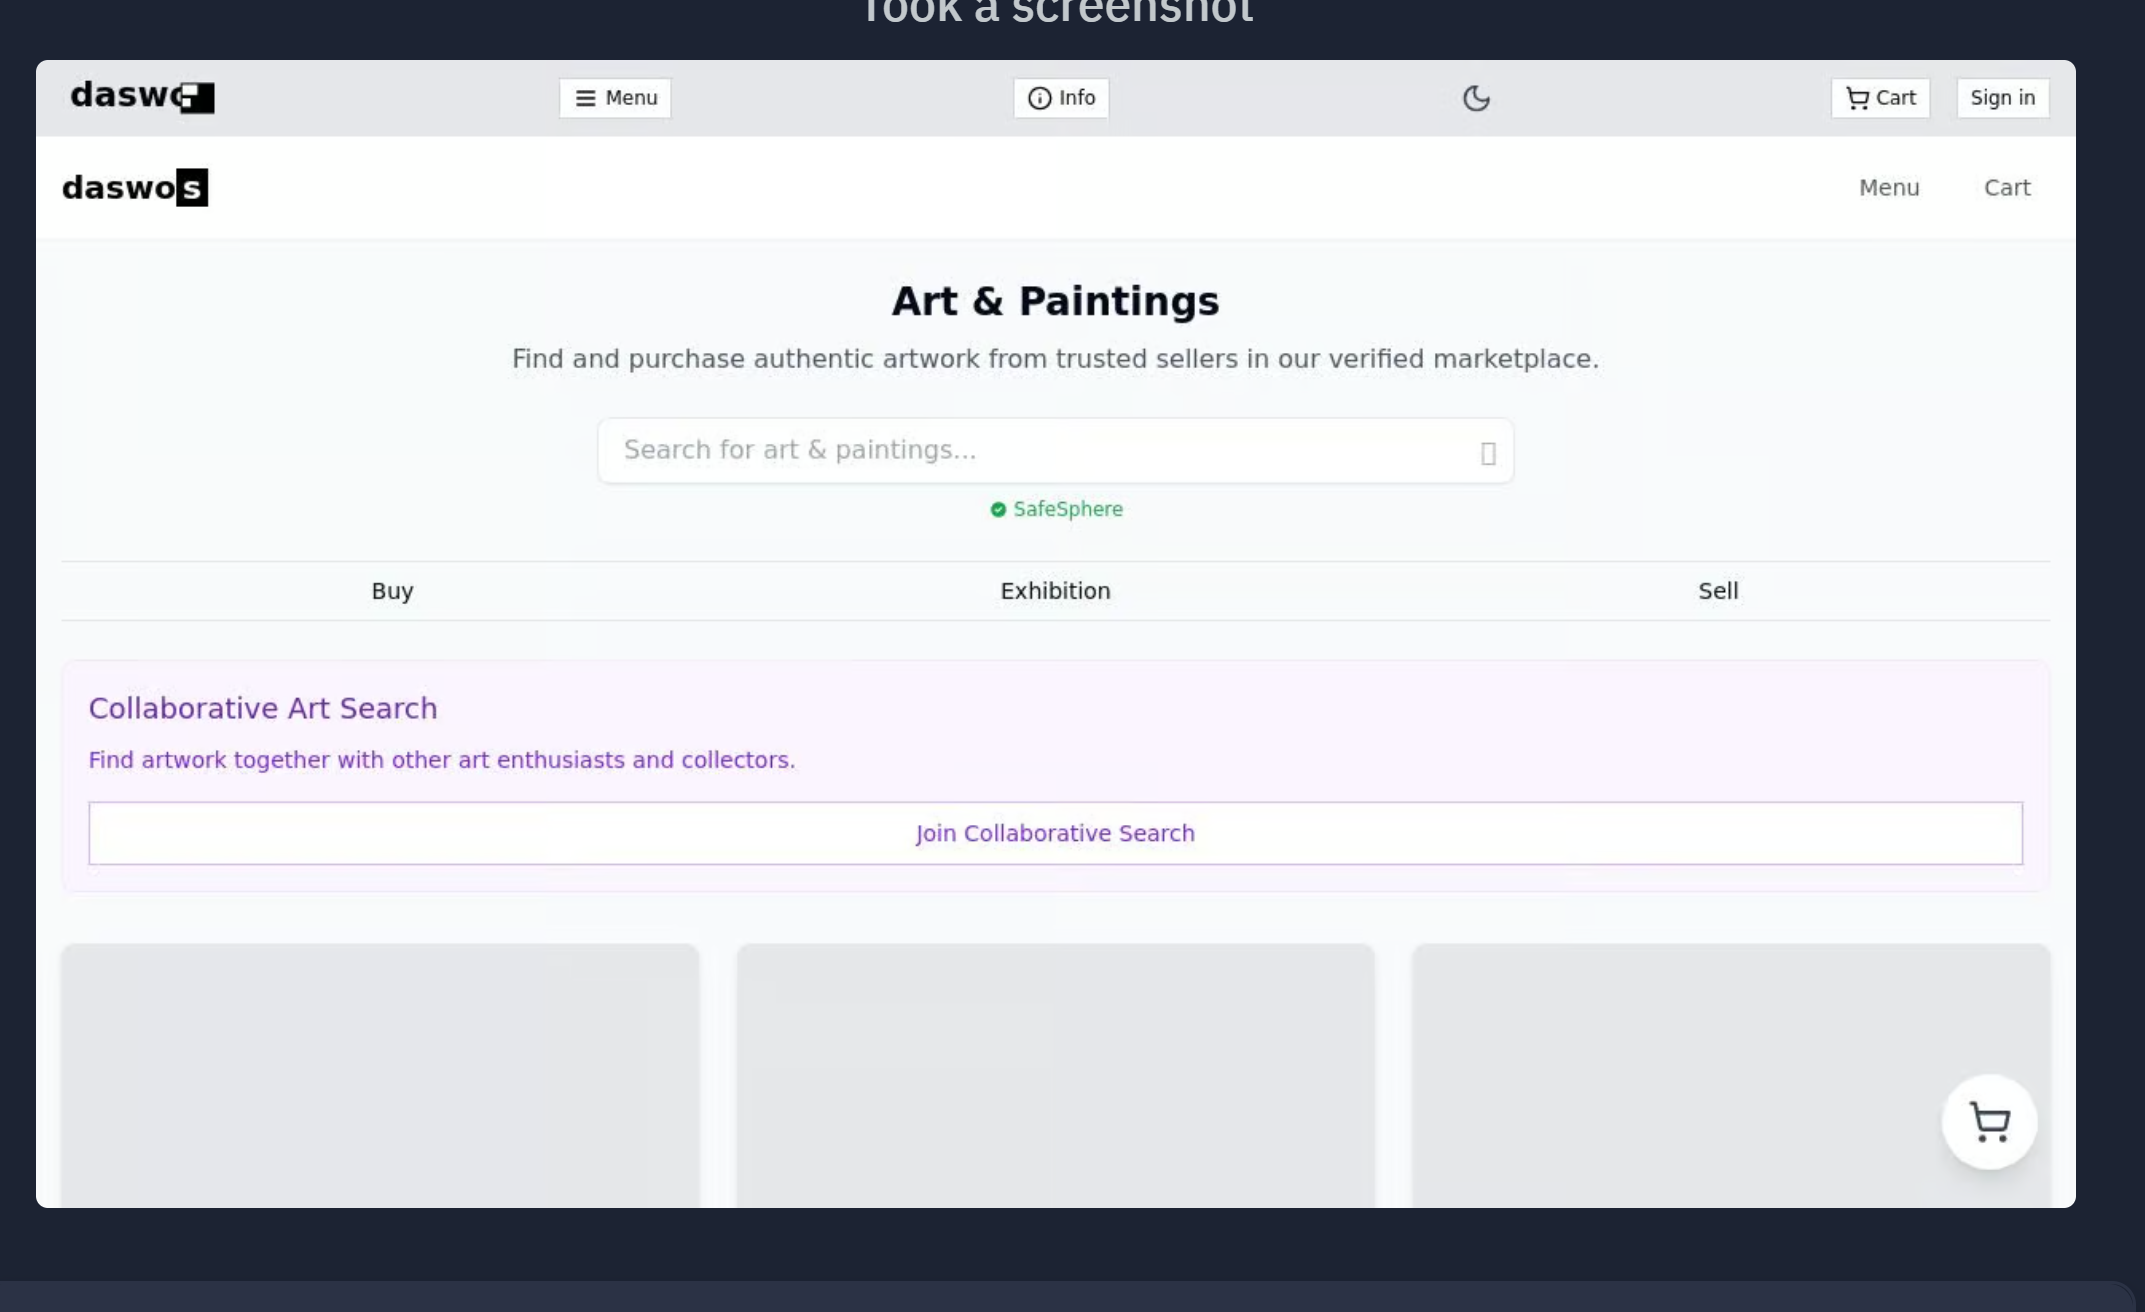 Took a screenshot
daswo
Menu
Info
Cart
Sign in
daswos
Menu
Cart
Art & Paintings
Find and purchase authentic artwork from trusted sellers in our verified marketplace.
Search for art & paintings...
SafeSphere
Buy
Exhibition
Sell
Collaborative Art Search
Find artwork together with other art enthusiasts and collectors.
Join Collaborative Search